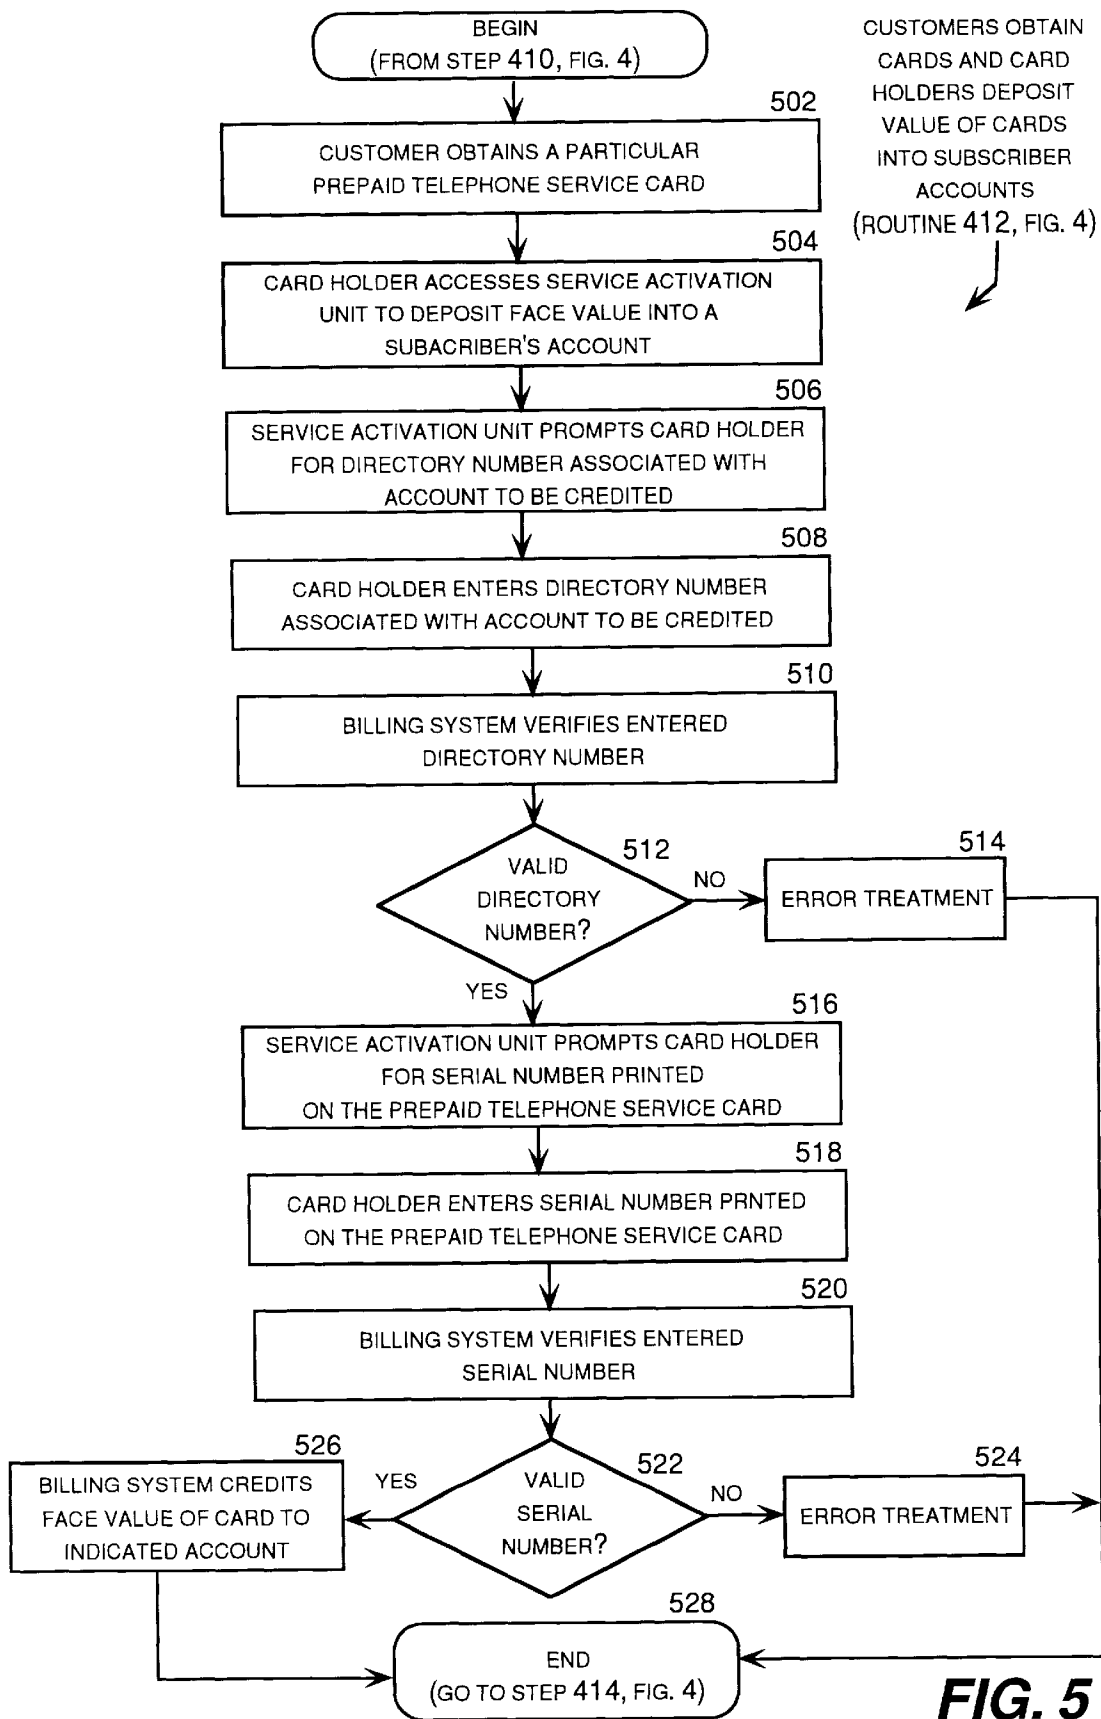 BEGIN
(FROM STEP 410, FIG. 4)
CUSTOMERS OBTAIN
CARDS AND CARD
HOLDERS DEPOSIT
VALUE OF CARDS
INTO SUBSCRIBER
ACCOUNTS
(ROUTINE 412, FIG. 4)
502
CUSTOMER OBTAINS A PARTICULAR
PREPAID TELEPHONE SERVICE CARD
504
CARD HOLDER ACCESSES SERVICE ACTIVATION
UNIT TO DEPOSIT FACE VALUE INTO A
SUBACRIBER'S ACCOUNT
506
SERVICE ACTIVATION UNIT PROMPTS CARD HOLDER
FOR DIRECTORY NUMBER ASSOCIATED WITH
ACCOUNT TO BE CREDITED
508
CARD HOLDER ENTERS DIRECTORY NUMBER
ASSOCIATED WITH ACCOUNT TO BE CREDITED
510
BILLING SYSTEM VERIFIES ENTERED
DIRECTORY NUMBER
512
VALID
DIRECTORY
NUMBER?
NO
514
ERROR TREATMENT
YES
516
SERVICE ACTIVATION UNIT PROMPTS CARD HOLDER
FOR SERIAL NUMBER PRINTED
ON THE PREPAID TELEPHONE SERVICE CARD
518
CARD HOLDER ENTERS SERIAL NUMBER PRNTED
ON THE PREPAID TELEPHONE SERVICE CARD
520
BILLING SYSTEM VERIFIES ENTERED
SERIAL NUMBER
522
VALID
SERIAL
NUMBER?
NO
524
ERROR TREATMENT
YES
526
BILLING SYSTEM CREDITS
FACE VALUE OF CARD TO
INDICATED ACCOUNT
528
END
(GO TO STEP 414, FIG. 4)
FIG. 5